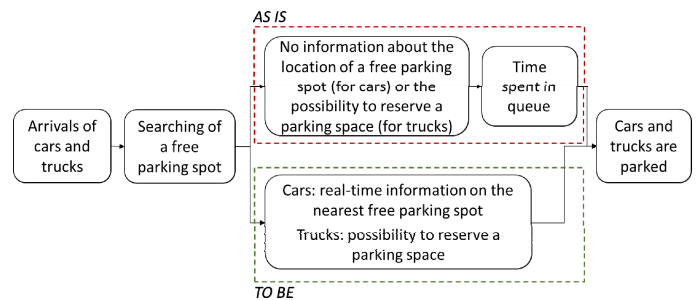 AS IS
No information about the
location of a free parking
spot (for cars) or the
possibility to reserve a
parking space (for trucks)
Time
spent in
queue
Arrivals of
cars and
trucks
Searching of
a free
parking spot
Cars and
trucks are
parked
Cars: real-time information on the
nearest free parking spot
Trucks: possibility to reserve a
parking space
TO BE